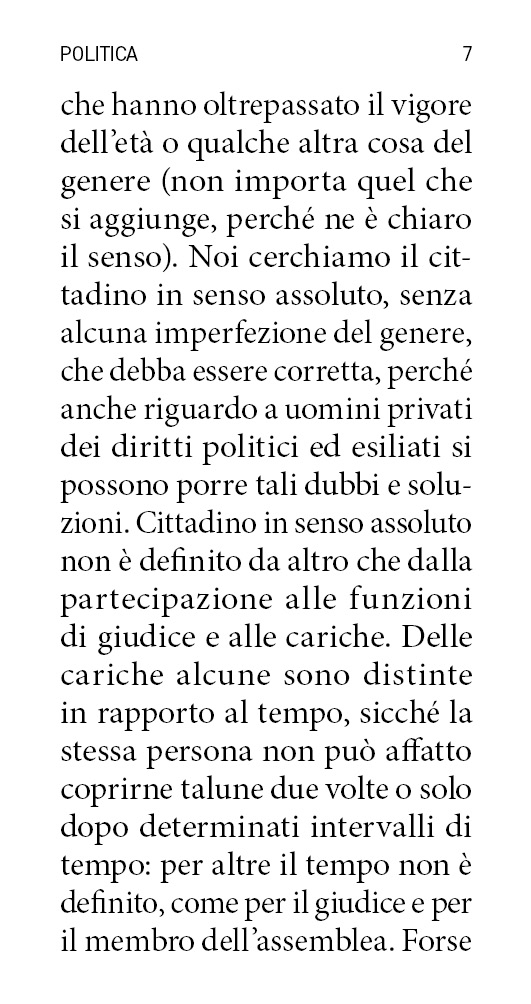 POLITICA 7
che hanno oltrepassato il vigore
dell'età o qualche altra cosa del
genere (non importa quel che
si aggiunge, perché ne è chiaro
il senso). Noi cerchiamo il cit-
tadino in senso assoluto, senza
alcuna imperfezione del genere,
che debba essere corretta, perché
anche riguardo a uomini privati
dei diritti politici ed esiliati si
possono porre tali dubbi e solu-
zioni. Cittadino in senso assoluto
non è definito da altro che dalla
partecipazione alle funzioni
di giudice e alle cariche. Delle
cariche alcune sono distinte
in rapporto al tempo, sicché la
stessa persona non può affatto
coprirne talune due volte o solo
dopo determinati intervalli di
tempo: per altre il tempo non è
definito, come per il giudice e per
il membro dell'assemblea. Forse